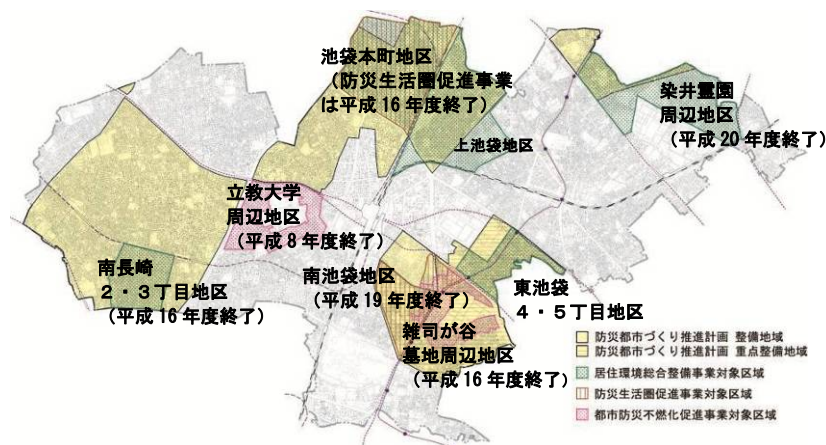 池袋本町地区
(防災生活圏促進事業
は平成16年度終了)
染井霊園
周辺地区
(平成20年度終了)
上池袋地区
立教大学
周辺地区
(平成8年度終了)
南長崎
2・3丁目地区
(平成16年度終了)
南池袋地区
(平成19年度終了)
東池袋
4・5丁目地区
雑司が谷
墓地周辺地区
(平成16年度終了)
防災都市づくり推進計画 整備地域
防災都市づくり推進計画 重点整備地域
居住環境総合整備事業対象区域
防災生活圏促進事業対象区域
都市防災不燃化促進事業対象区域